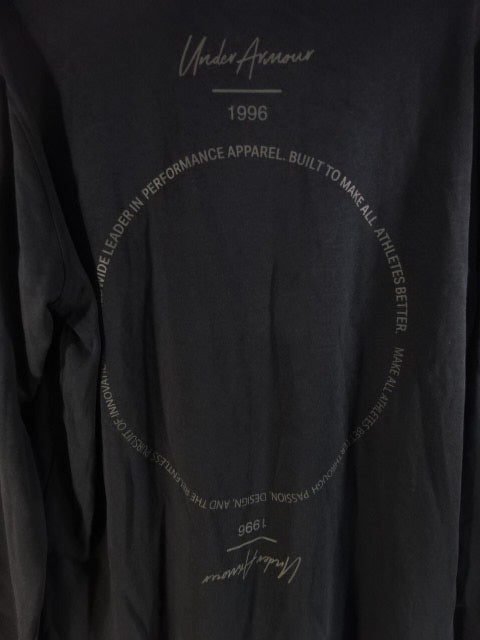 Under Armour
1996
WIDE LEADER IN PERFORMANCE APPAREL. BUILT TO MAKE ALL ATHLETES BETTER.
MAKE ALL ATHLETES BETTER THROUGH PASSION, DESIGN, AND THE RELENTLESS PURSUIT OF INNOVATI
1996
Under Armour